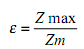 ε = Z max / Zm